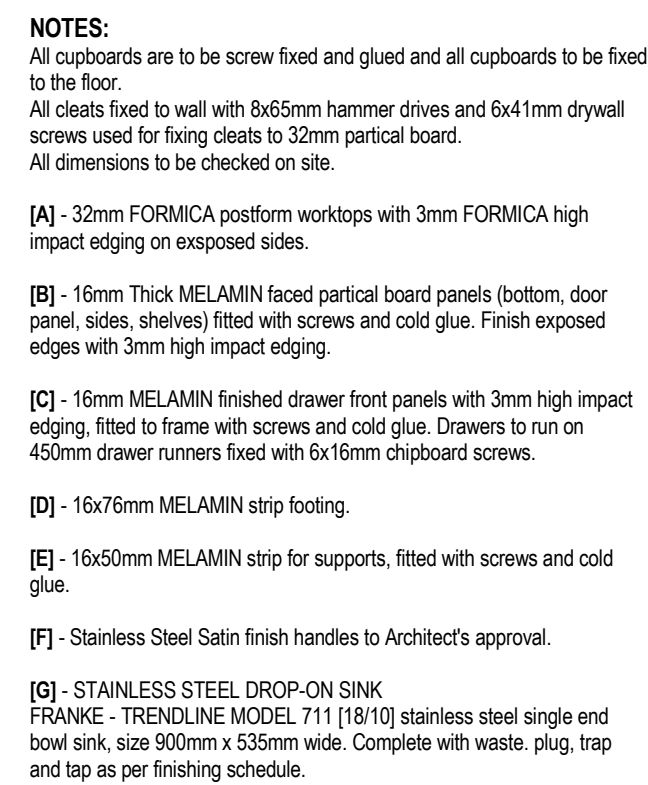 NOTES:
All cupboards are to be screw fixed and glued and all cupboards to be fixed
to the floor.
All cleats fixed to wall with 8x65mm hammer drives and 6x41mm drywall
screws used for fixing cleats to 32mm partical board.
All dimensions to be checked on site.
[A] - 32mm FORMICA postform worktops with 3mm FORMICA high
impact edging on exsposed sides.
[B] - 16mm Thick MELAMIN faced partical board panels (bottom, door
panel, sides, shelves) fitted with screws and cold glue. Finish exposed
edges with 3mm high impact edging.
[C] - 16mm MELAMIN finished drawer front panels with 3mm high impact
edging, fitted to frame with screws and cold glue. Drawers to run on
450mm drawer runners fixed with 6x16mm chipboard screws.
[D] - 16x76mm MELAMIN strip footing.
[E] - 16x50mm MELAMIN strip for supports, fitted with screws and cold
glue.
[F] - Stainless Steel Satin finish handles to Architect's approval.
[G] - STAINLESS STEEL DROP-ON SINK
FRANKE - TRENDLINE MODEL 711 [18/10] stainless steel single end
bowl sink, size 900mm x 535mm wide. Complete with waste. plug, trap
and tap as per finishing schedule.